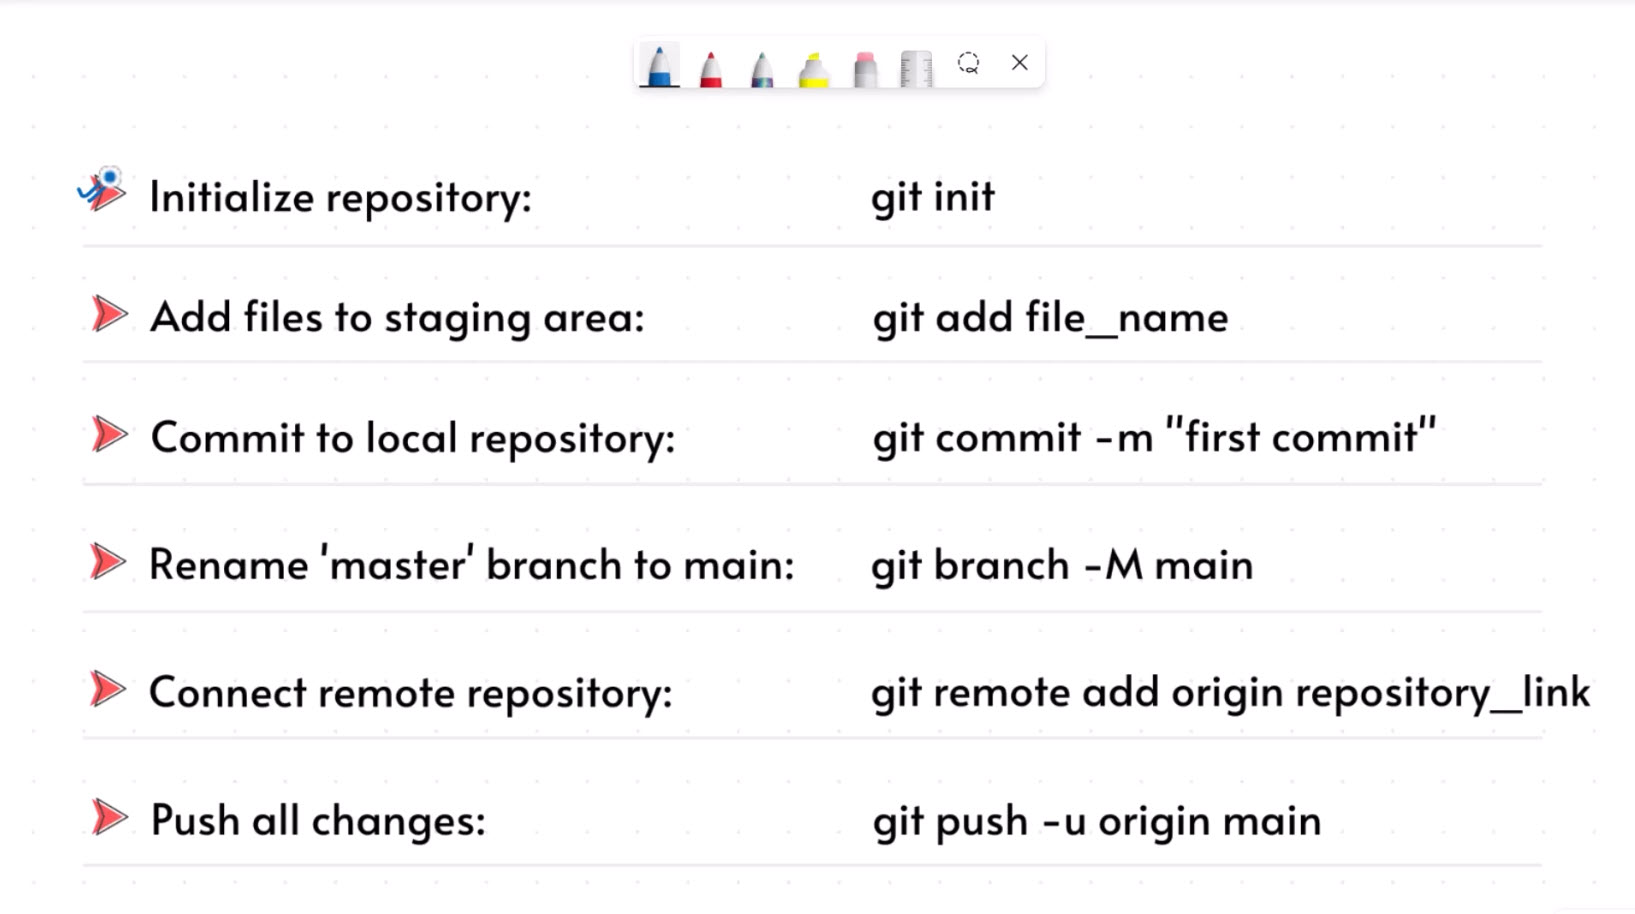 Initialize repository: git init
Add files to staging area: git add file_name
Commit to local repository: git commit -m "first commit"
Rename 'master' branch to main: git branch -M main
Connect remote repository: git remote add origin repository_link
Push all changes: git push -u origin main